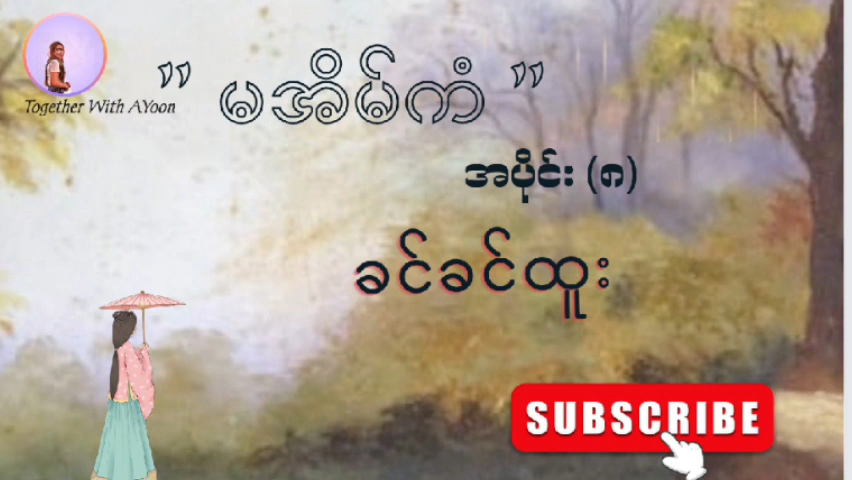 Together With AYoon
" မအိမ်ကံ "
အပိုင်း (၈)
ခင်ခင်ထူး
SUBSCRIBE